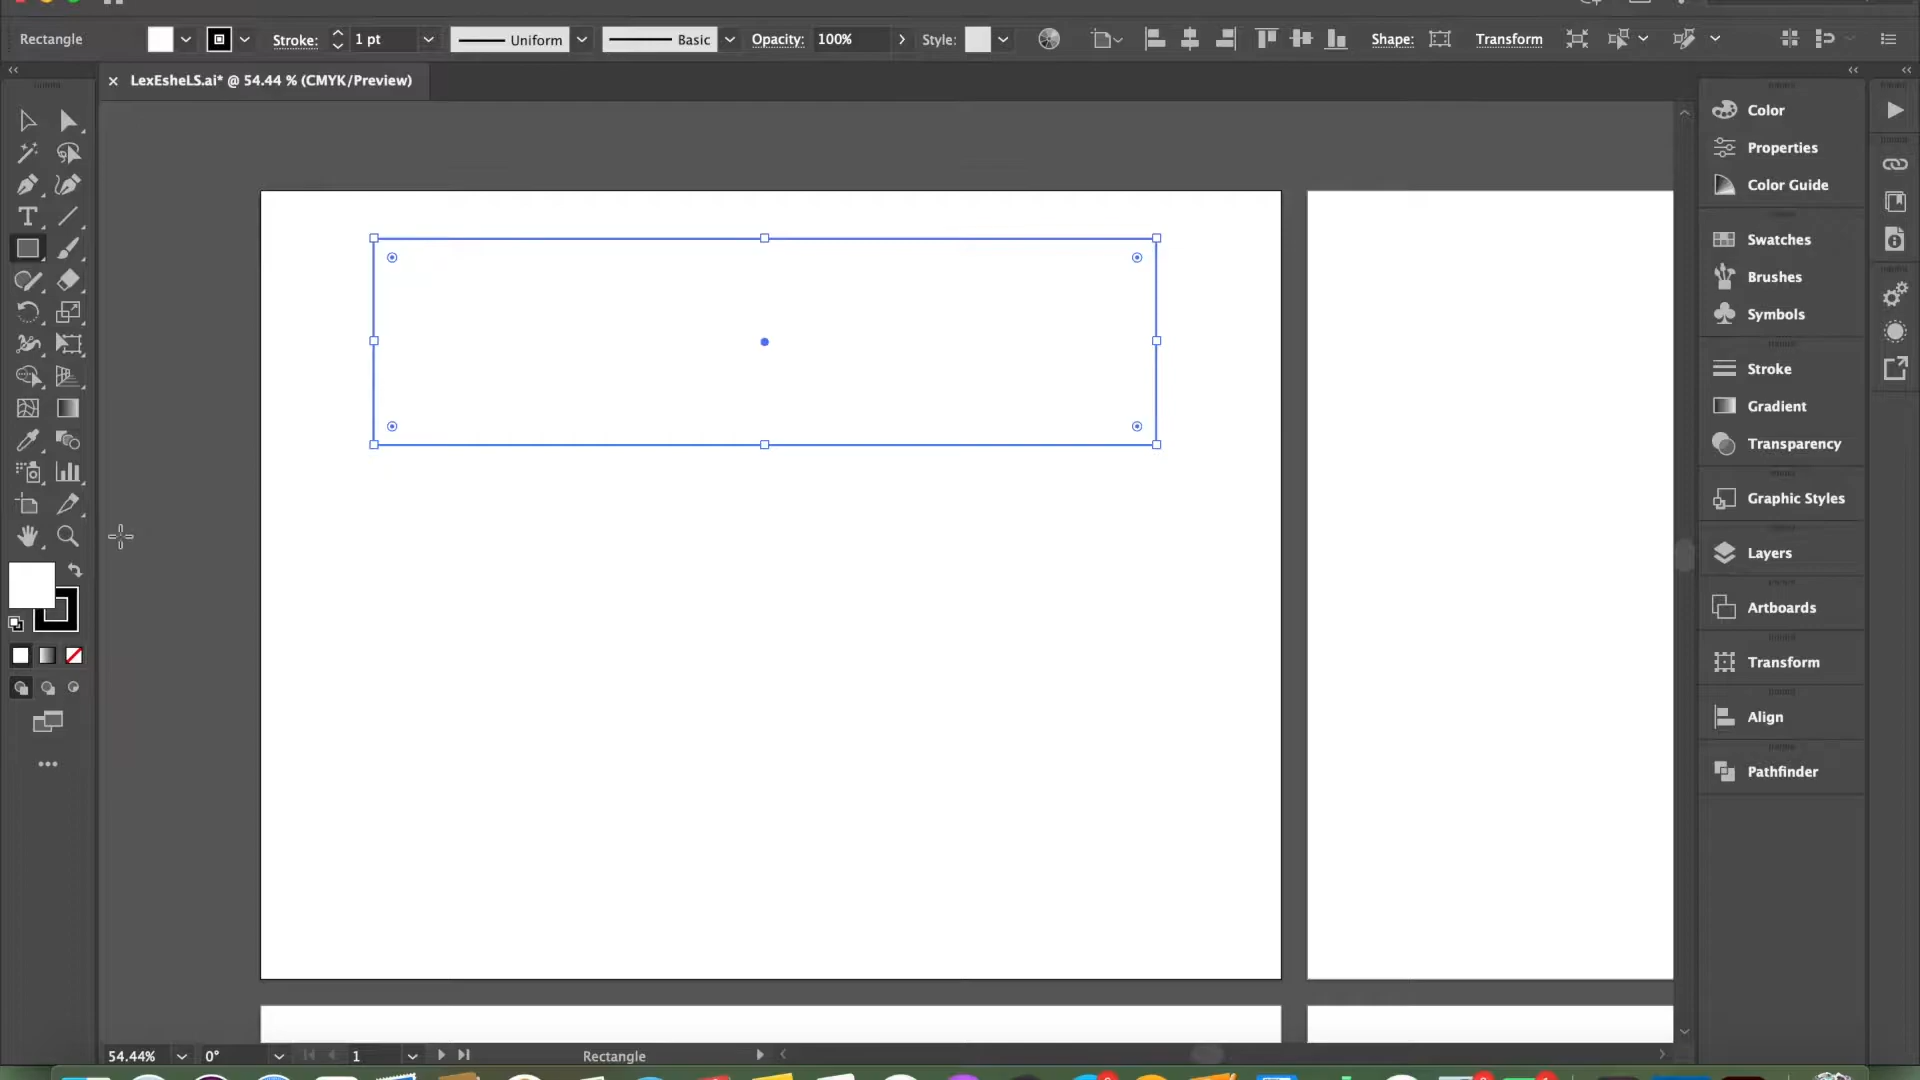 Rectangle Stroke: 1 pt Uniform Basic Opacity: 100% Style: Shape: Transform
LexEsheLS.ai* @ 54.44 % (CMYK/Preview)
Color
Properties
Color Guide
Swatches
Brushes
Symbols
Stroke
Gradient
Transparency
Graphic Styles
Layers
Artboards
Transform
Align
Pathfinder
54.44% 0° 1 Rectangle